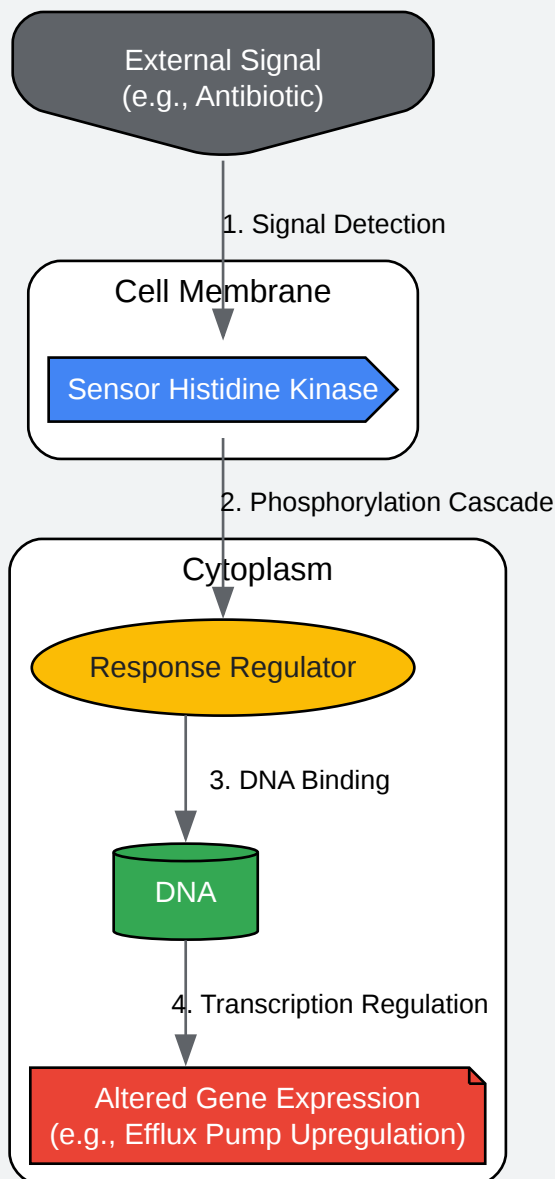 External Signal
(e.g., Antibiotic)
1. Signal Detection
Cell Membrane
Sensor Histidine Kinase
2. Phosphorylation Cascade
Cytoplasm
Response Regulator
3. DNA Binding
DNA
4. Transcription Regulation
Altered Gene Expression
(e.g., Efflux Pump Upregulation)